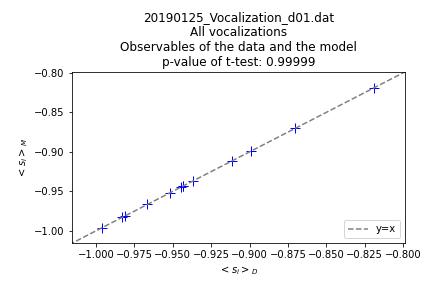 20190125_Vocalization_d01.dat
All vocalizations
Observables of the data and the model
p-value of t-test: 0.99999
−0.80
−0.85
−0.90
−0.95
−1.00
< s_i >_M
y=x
−1.000 −0.975 −0.950 −0.925 −0.900 −0.875 −0.850 −0.825 −0.800
< s_i >_D